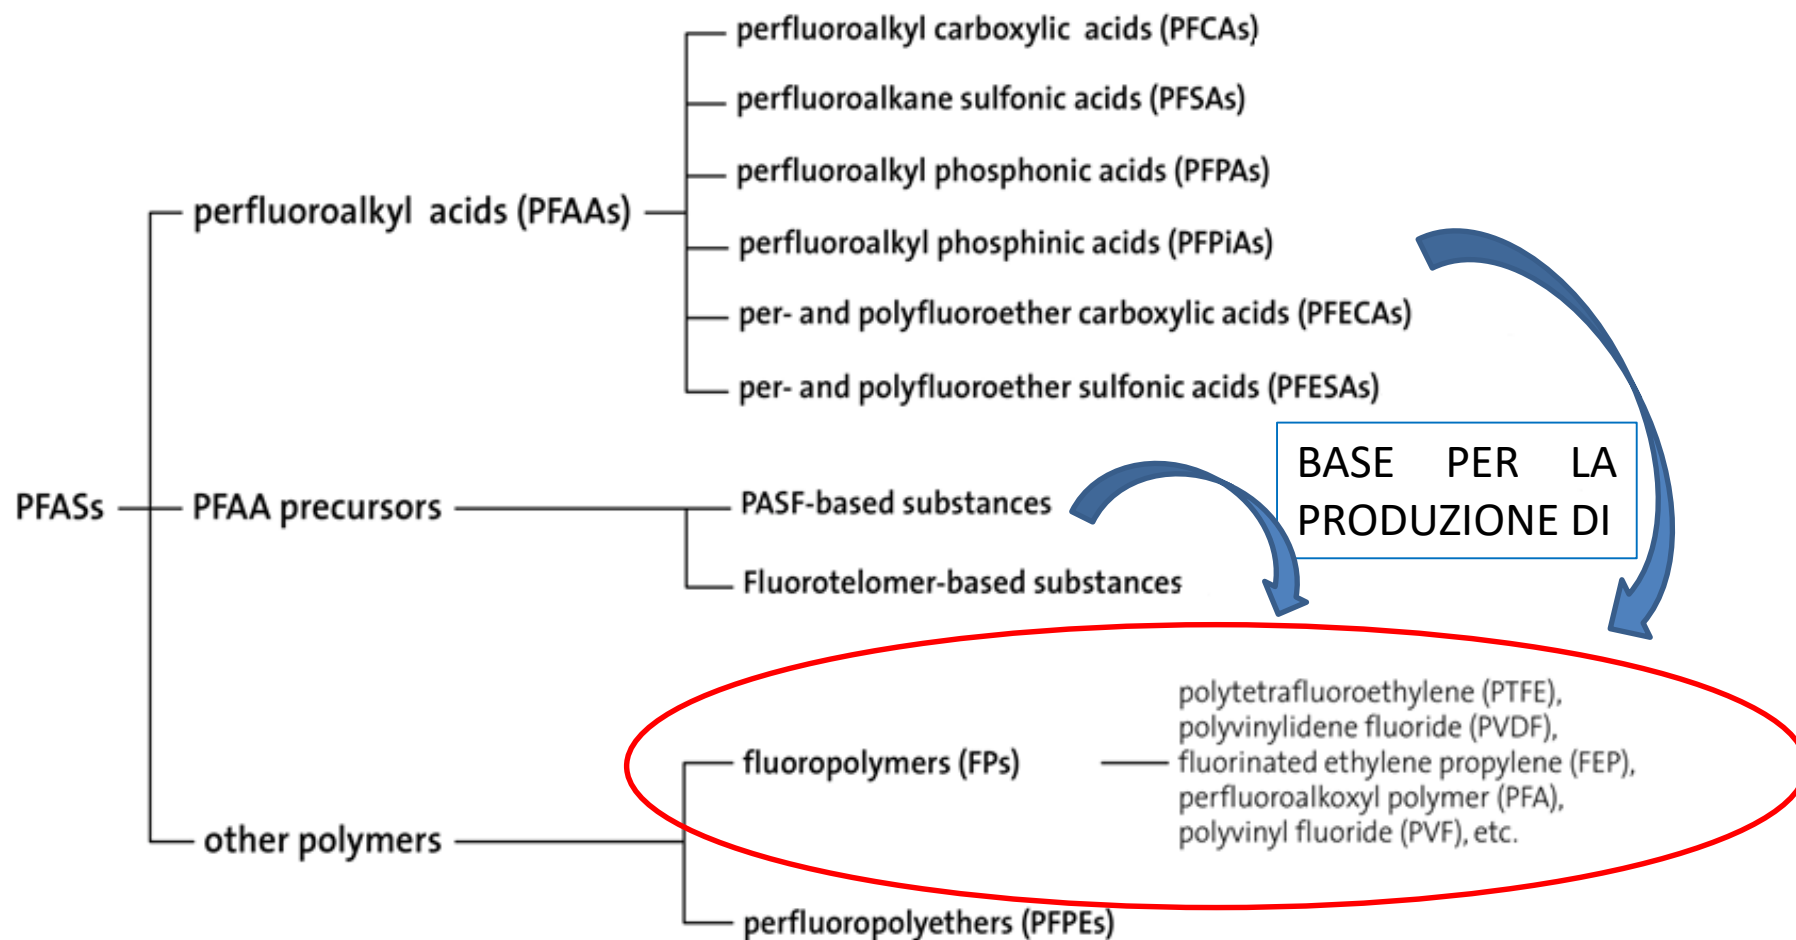 perfluoroalkyl carboxylic acids (PFCAs)
perfluoroalkane sulfonic acids (PFSAs)
perfluoroalkyl phosphonic acids (PFPAs)
perfluoroalkyl acids (PFAAs)
perfluoroalkyl phosphinic acids (PFPiAs)
per- and polyfluoroether carboxylic acids (PFECAs)
per- and polyfluoroether sulfonic acids (PFESAs)
BASE PER LA
PRODUZIONE DI
PFASs
PFAA precursors
PASF-based substances
Fluorotelomer-based substances
other polymers
fluoropolymers (FPs)
polytetrafluoroethylene (PTFE),
polyvinylidene fluoride (PVDF),
fluorinated ethylene propylene (FEP),
perfluoroalkoxyl polymer (PFA),
polyvinyl fluoride (PVF), etc.
perfluoropolyethers (PFPEs)